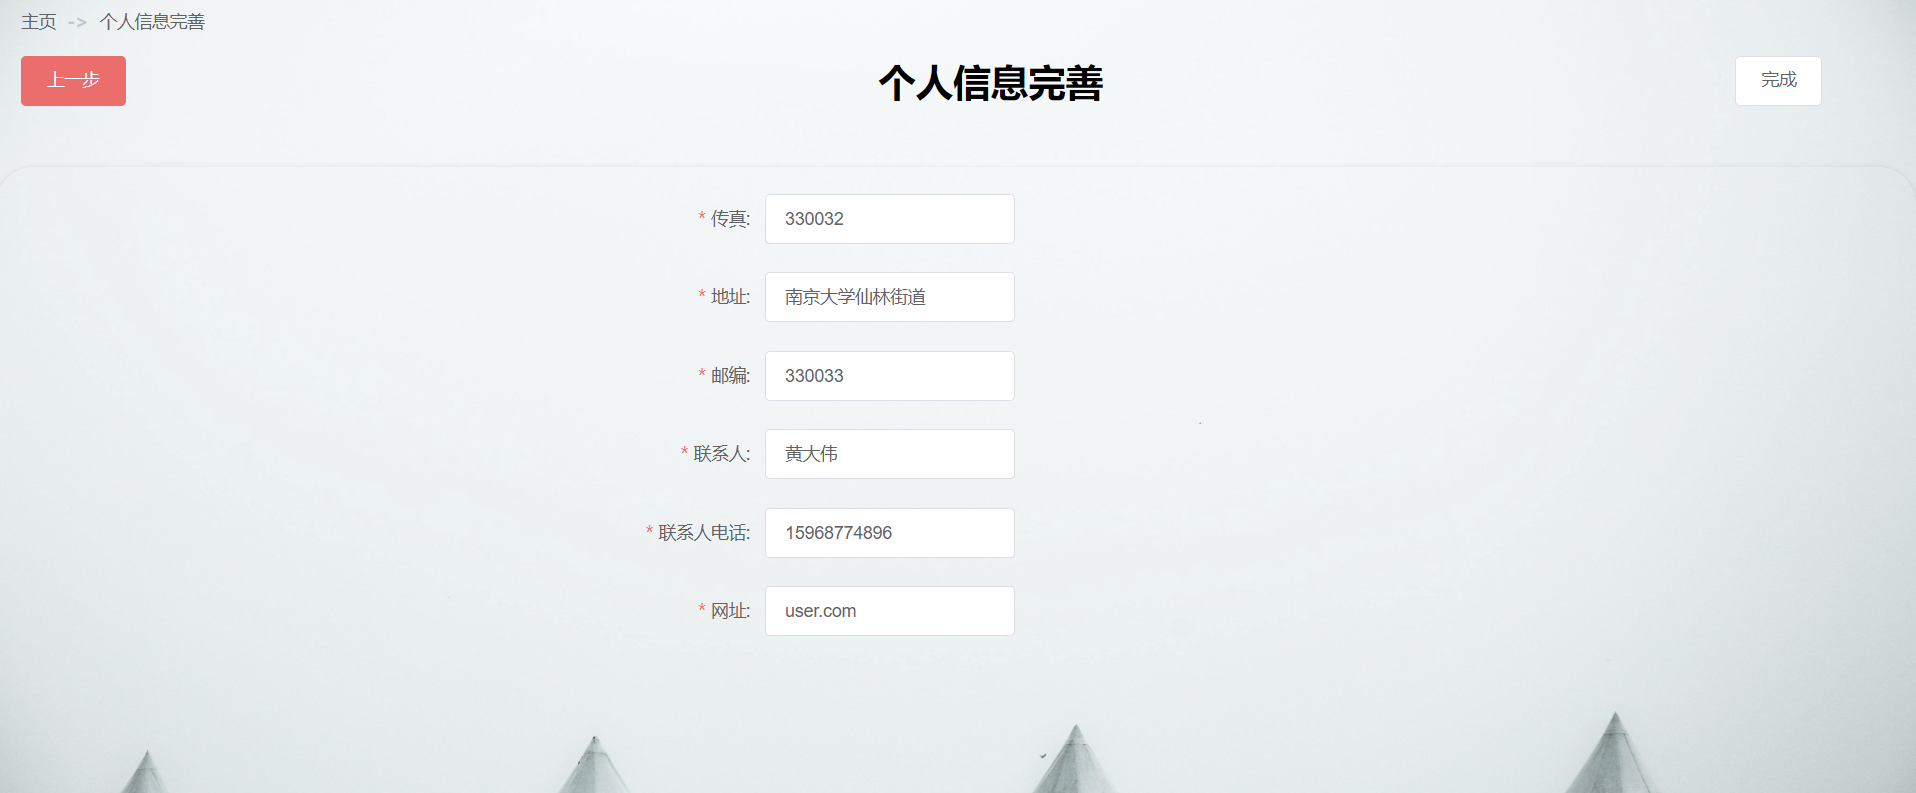 主页 -> 个人信息完善
上一步
个人信息完善
完成
* 传真: 330032
* 地址: 南京大学仙林街道
* 邮编: 330033
* 联系人: 黄大伟
* 联系人电话: 15968774896
* 网址: user.com